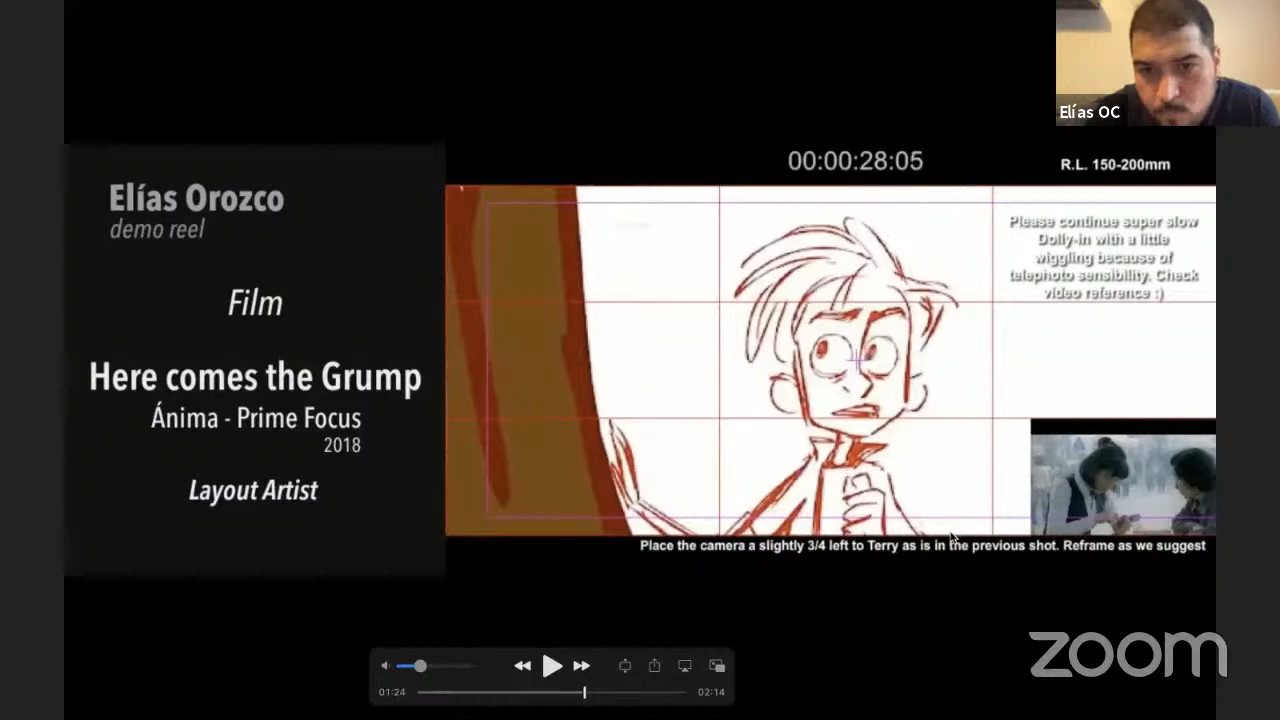 Elías OC
00:00:28:05
R.L. 150-200mm
Elías Orozco
demo reel
Film
Here comes the Grump
Ánima - Prime Focus
2018
Layout Artist
Please continue super slow
Dolly-in with a little
wiggling because of
telephoto sensibility. Check
video reference :)
Place the camera a slightly 3/4 left to Terry as is in the previous shot. Reframe as we suggest
zoom
01:24
02:14